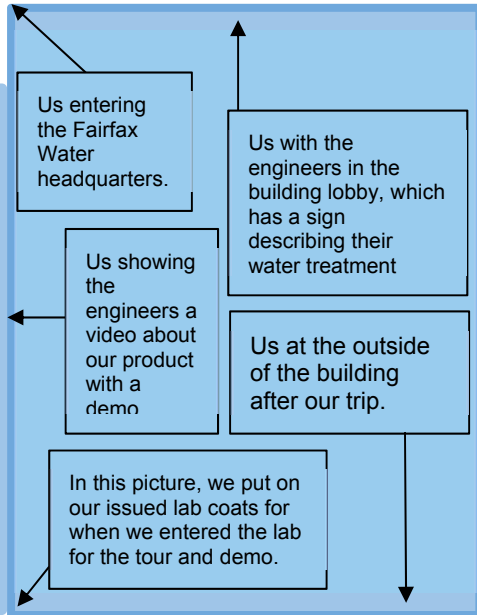 Us entering
the Fairfax
Water
headquarters.
Us with the
engineers in the
building lobby, which
has a sign
describing their
water treatment
Us showing
the
engineers a
video about
our product
with a
demo
Us at the outside
of the building
after our trip.
In this picture, we put on
our issued lab coats for
when we entered the lab
for the tour and demo.